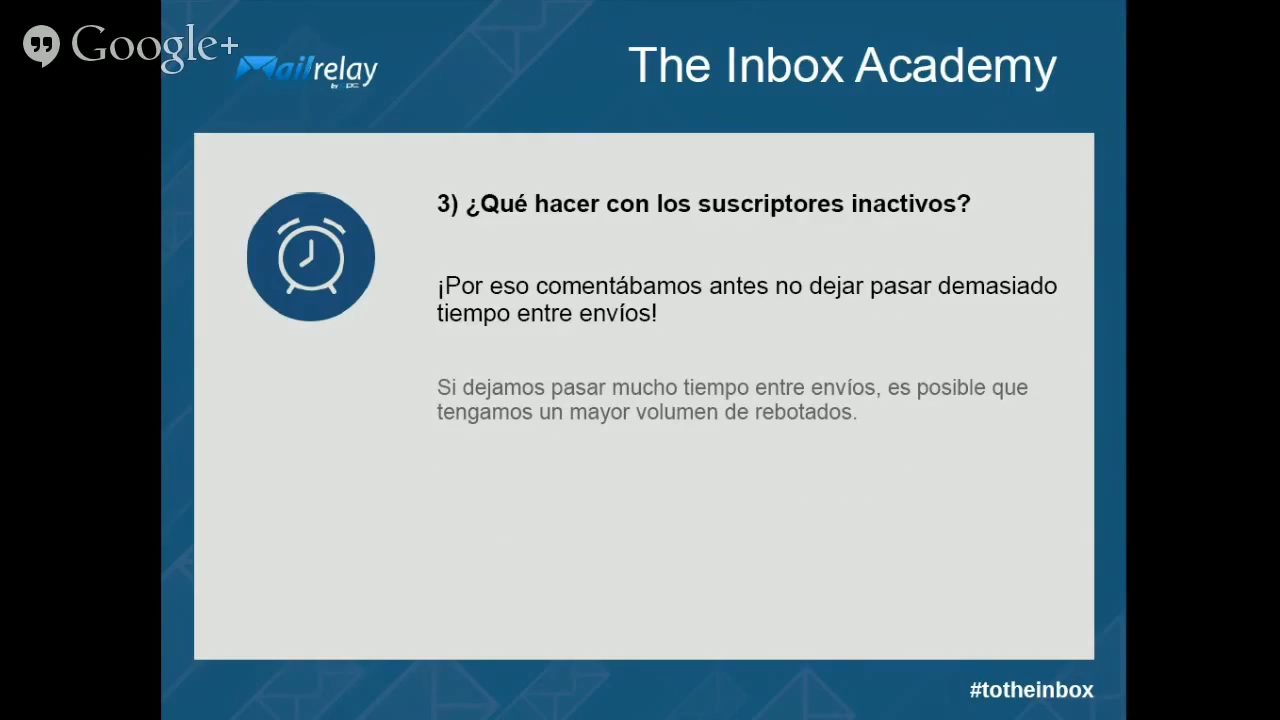 Google+
Mailrelay
The Inbox Academy
3) ¿Qué hacer con los suscriptores inactivos?
¡Por eso comentábamos antes no dejar pasar demasiado
tiempo entre envíos!
Si dejamos pasar mucho tiempo entre envíos, es posible que
tengamos un mayor volumen de rebotados.
#totheinbox